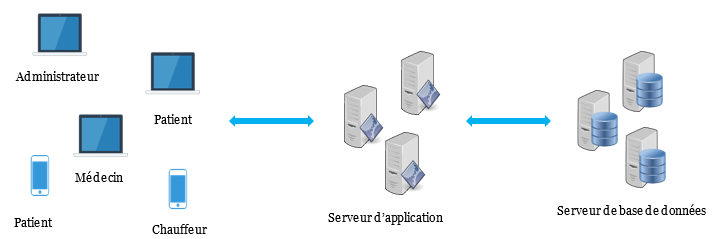 Administrateur
Patient
Médecin
Patient
Chauffeur
Serveur d'application
Serveur de base de données